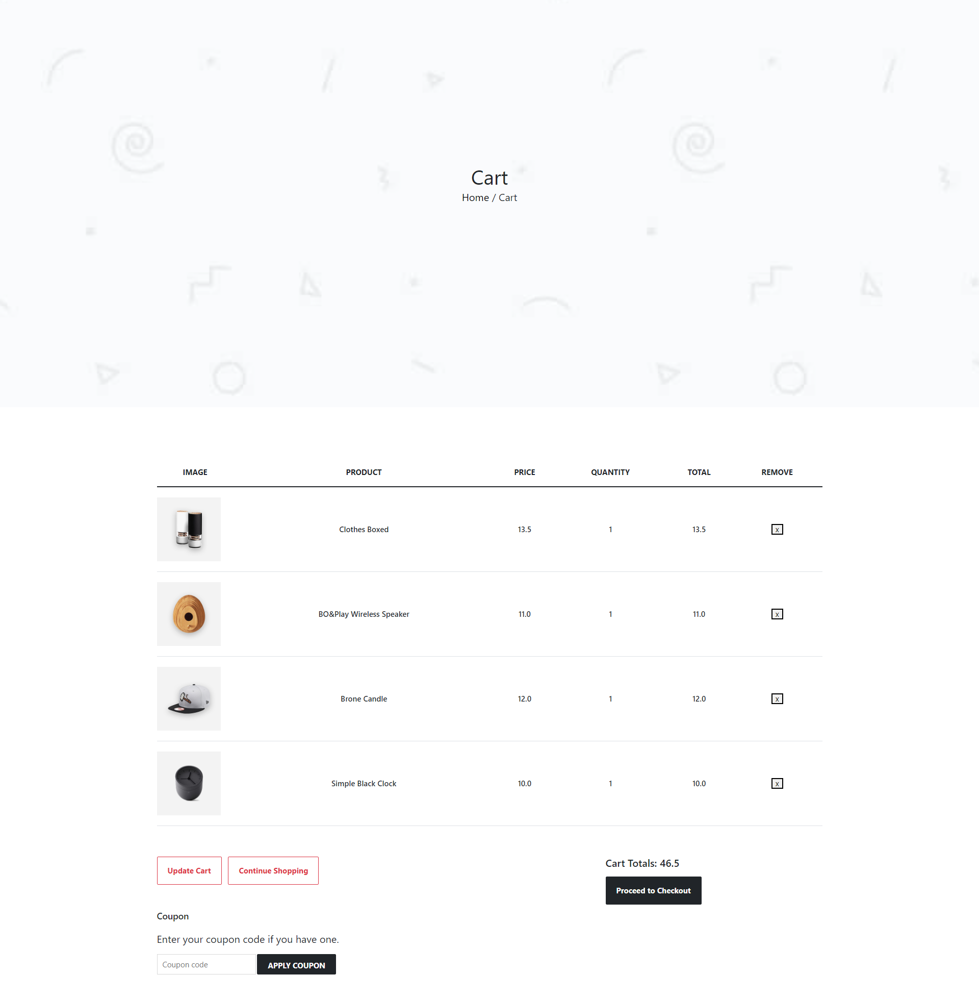 Cart
Home / Cart
IMAGE PRODUCT PRICE QUANTITY TOTAL REMOVE
Clothes Boxed 13.5 1 13.5 x
BO&Play Wireless Speaker 11.0 1 11.0 x
Brone Candle 12.0 1 12.0 x
Simple Black Clock 10.0 1 10.0 x
Update Cart Continue Shopping
Cart Totals: 46.5
Proceed to Checkout
Coupon
Enter your coupon code if you have one.
Coupon code APPLY COUPON